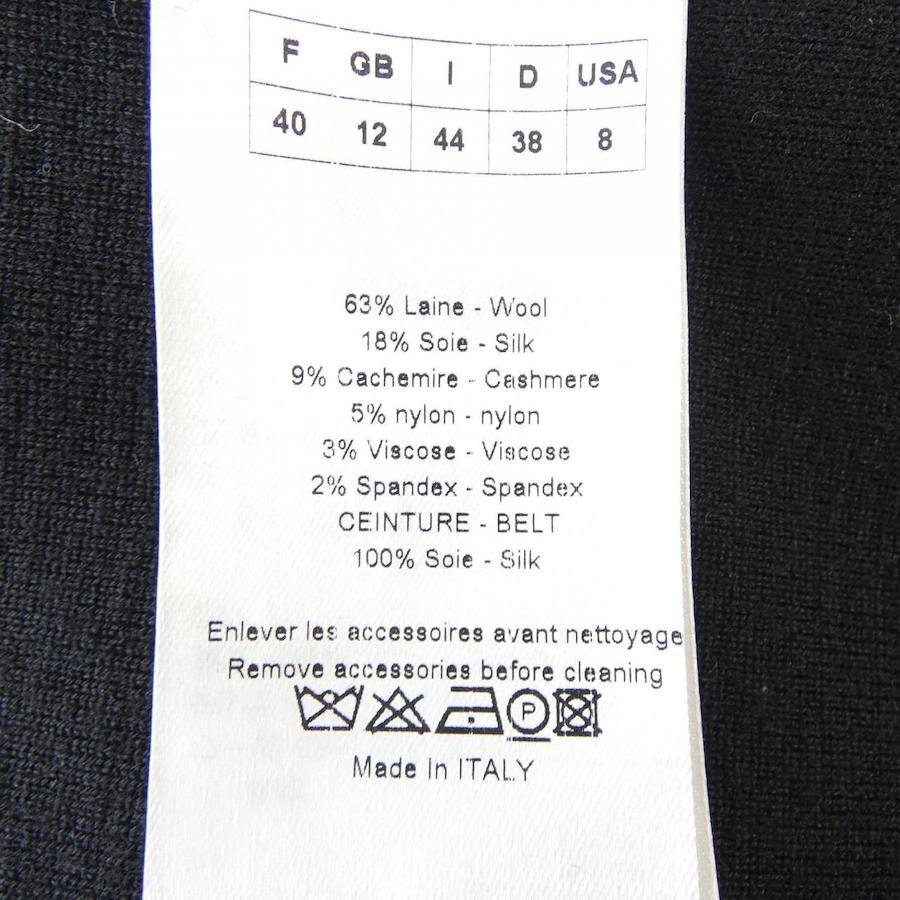 F GB I D USA
40 12 44 38 8
63% Laine - Wool
18% Soie - Silk
9% Cachemire - Cashmere
5% nylon - nylon
3% Viscose - Viscose
2% Spandex - Spandex
CEINTURE - BELT
100% Soie - Silk
Enlever les accessoires avant nettoyage
Remove accessories before cleaning
P
Made In ITALY